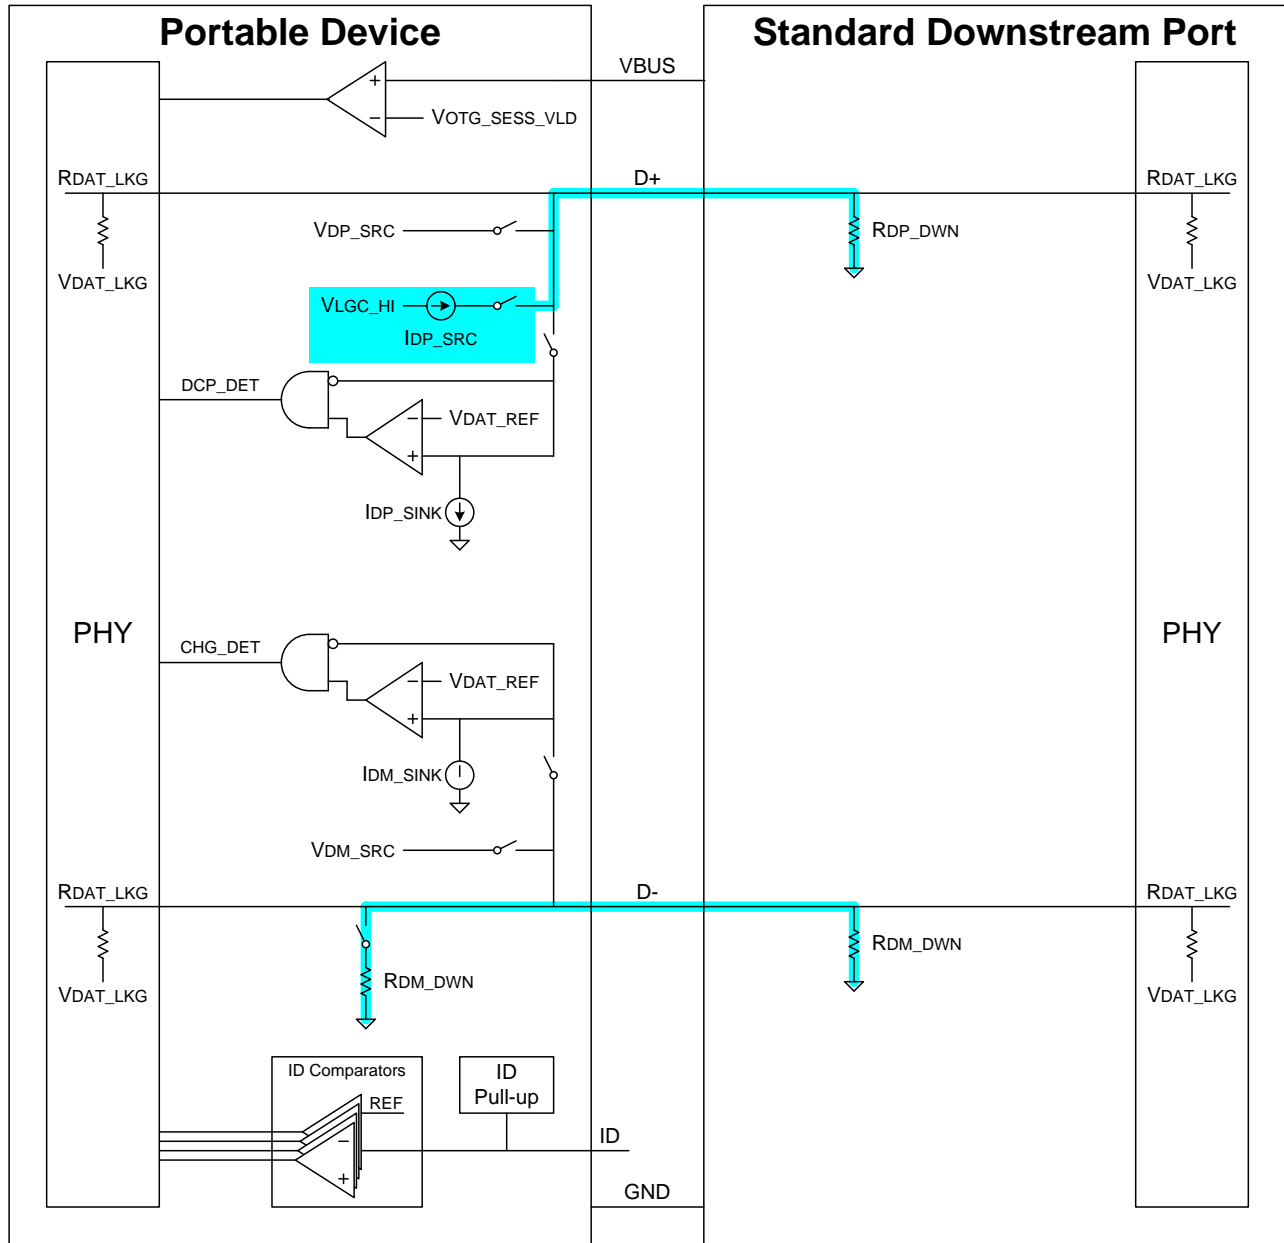 Portable Device
Standard Downstream Port
VBUS
+
−
VOTG_SESS_VLD
RDAT_LKG
D+
RDAT_LKG
VDP_SRC
RDP_DWN
VDAT_LKG
VDAT_LKG
VLGC_HI
IDP_SRC
DCP_DET
VDAT_REF
−
+
IDP_SINK
PHY
PHY
CHG_DET
VDAT_REF
−
+
IDM_SINK
VDM_SRC
RDAT_LKG
D-
RDAT_LKG
RDM_DWN
RDM_DWN
VDAT_LKG
VDAT_LKG
ID Comparators
REF
−
+
ID
Pull-up
ID
GND